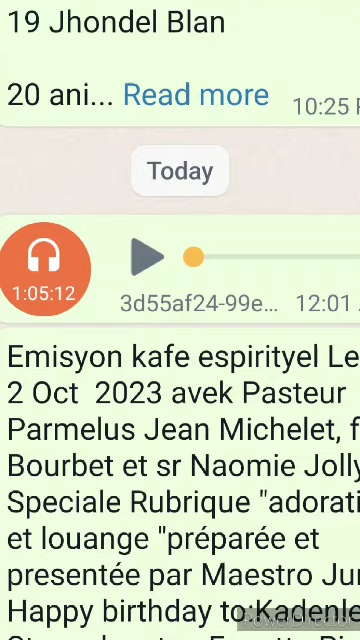 19 Jhondel Blan
20 ani... Read more
10:25
Today
1:05:12
3d55af24-99e... 12:01
Emisyon kafe espirityel Le
2 Oct 2023 avek Pasteur
Parmelus Jean Michelet, f
Bourbet et sr Naomie Jolly
Speciale Rubrique "adorati
et louange "préparée et
presentée par Maestro Ju
Happy birthday to:Kadenle
PowerDirector